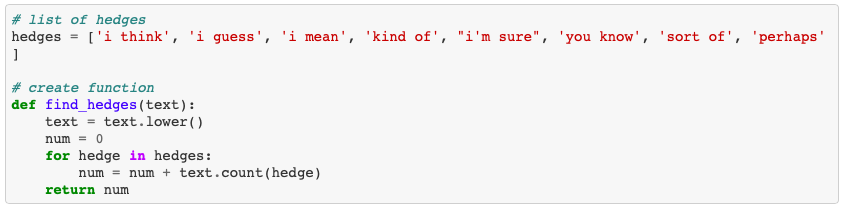 # list of hedges
hedges = ['i think', 'i guess', 'i mean', 'kind of', "i'm sure", 'you know', 'sort of', 'perhaps'
]
# create function
def find_hedges(text):
    text = text.lower()
    num = 0
    for hedge in hedges:
        num = num + text.count(hedge)
    return num